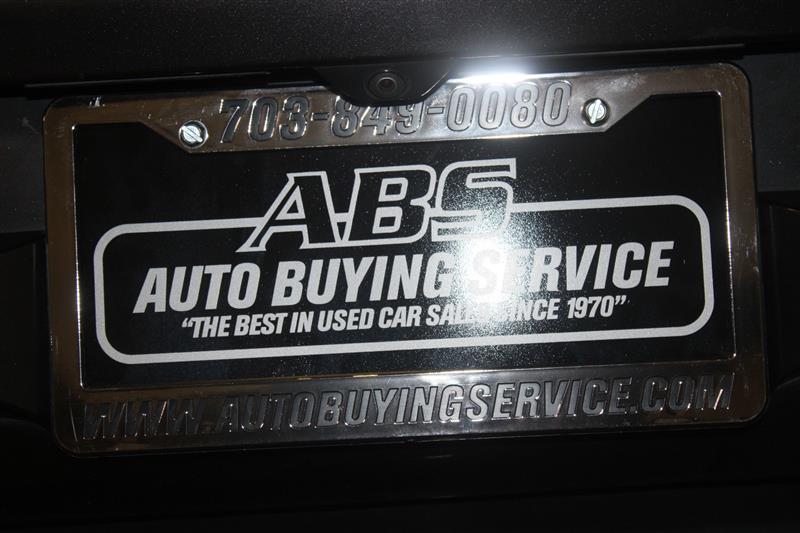 703-849-0080
ABS
AUTO BUYING SERVICE
"THE BEST IN USED CAR SALES SINCE 1970"
WWW.AUTOBUYINGSERVICE.COM